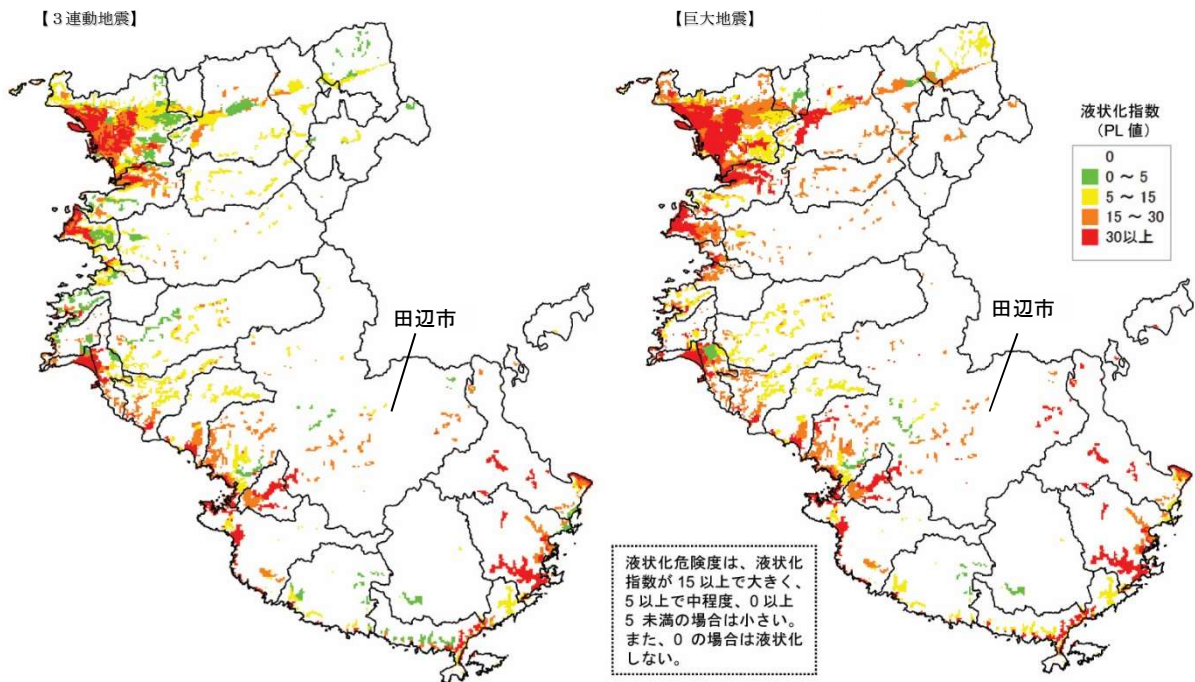 【３連動地震】
【巨大地震】
液状化指数
（PL 値）
0
0 ～ 5
5 ～ 15
15 ～ 30
30以上
田辺市
田辺市
液状化危険度は、液状化
指数が 15 以上で大きく、
5 以上で中程度、0 以上
5 未満の場合は小さい。
また、0 の場合は液状化
しない。